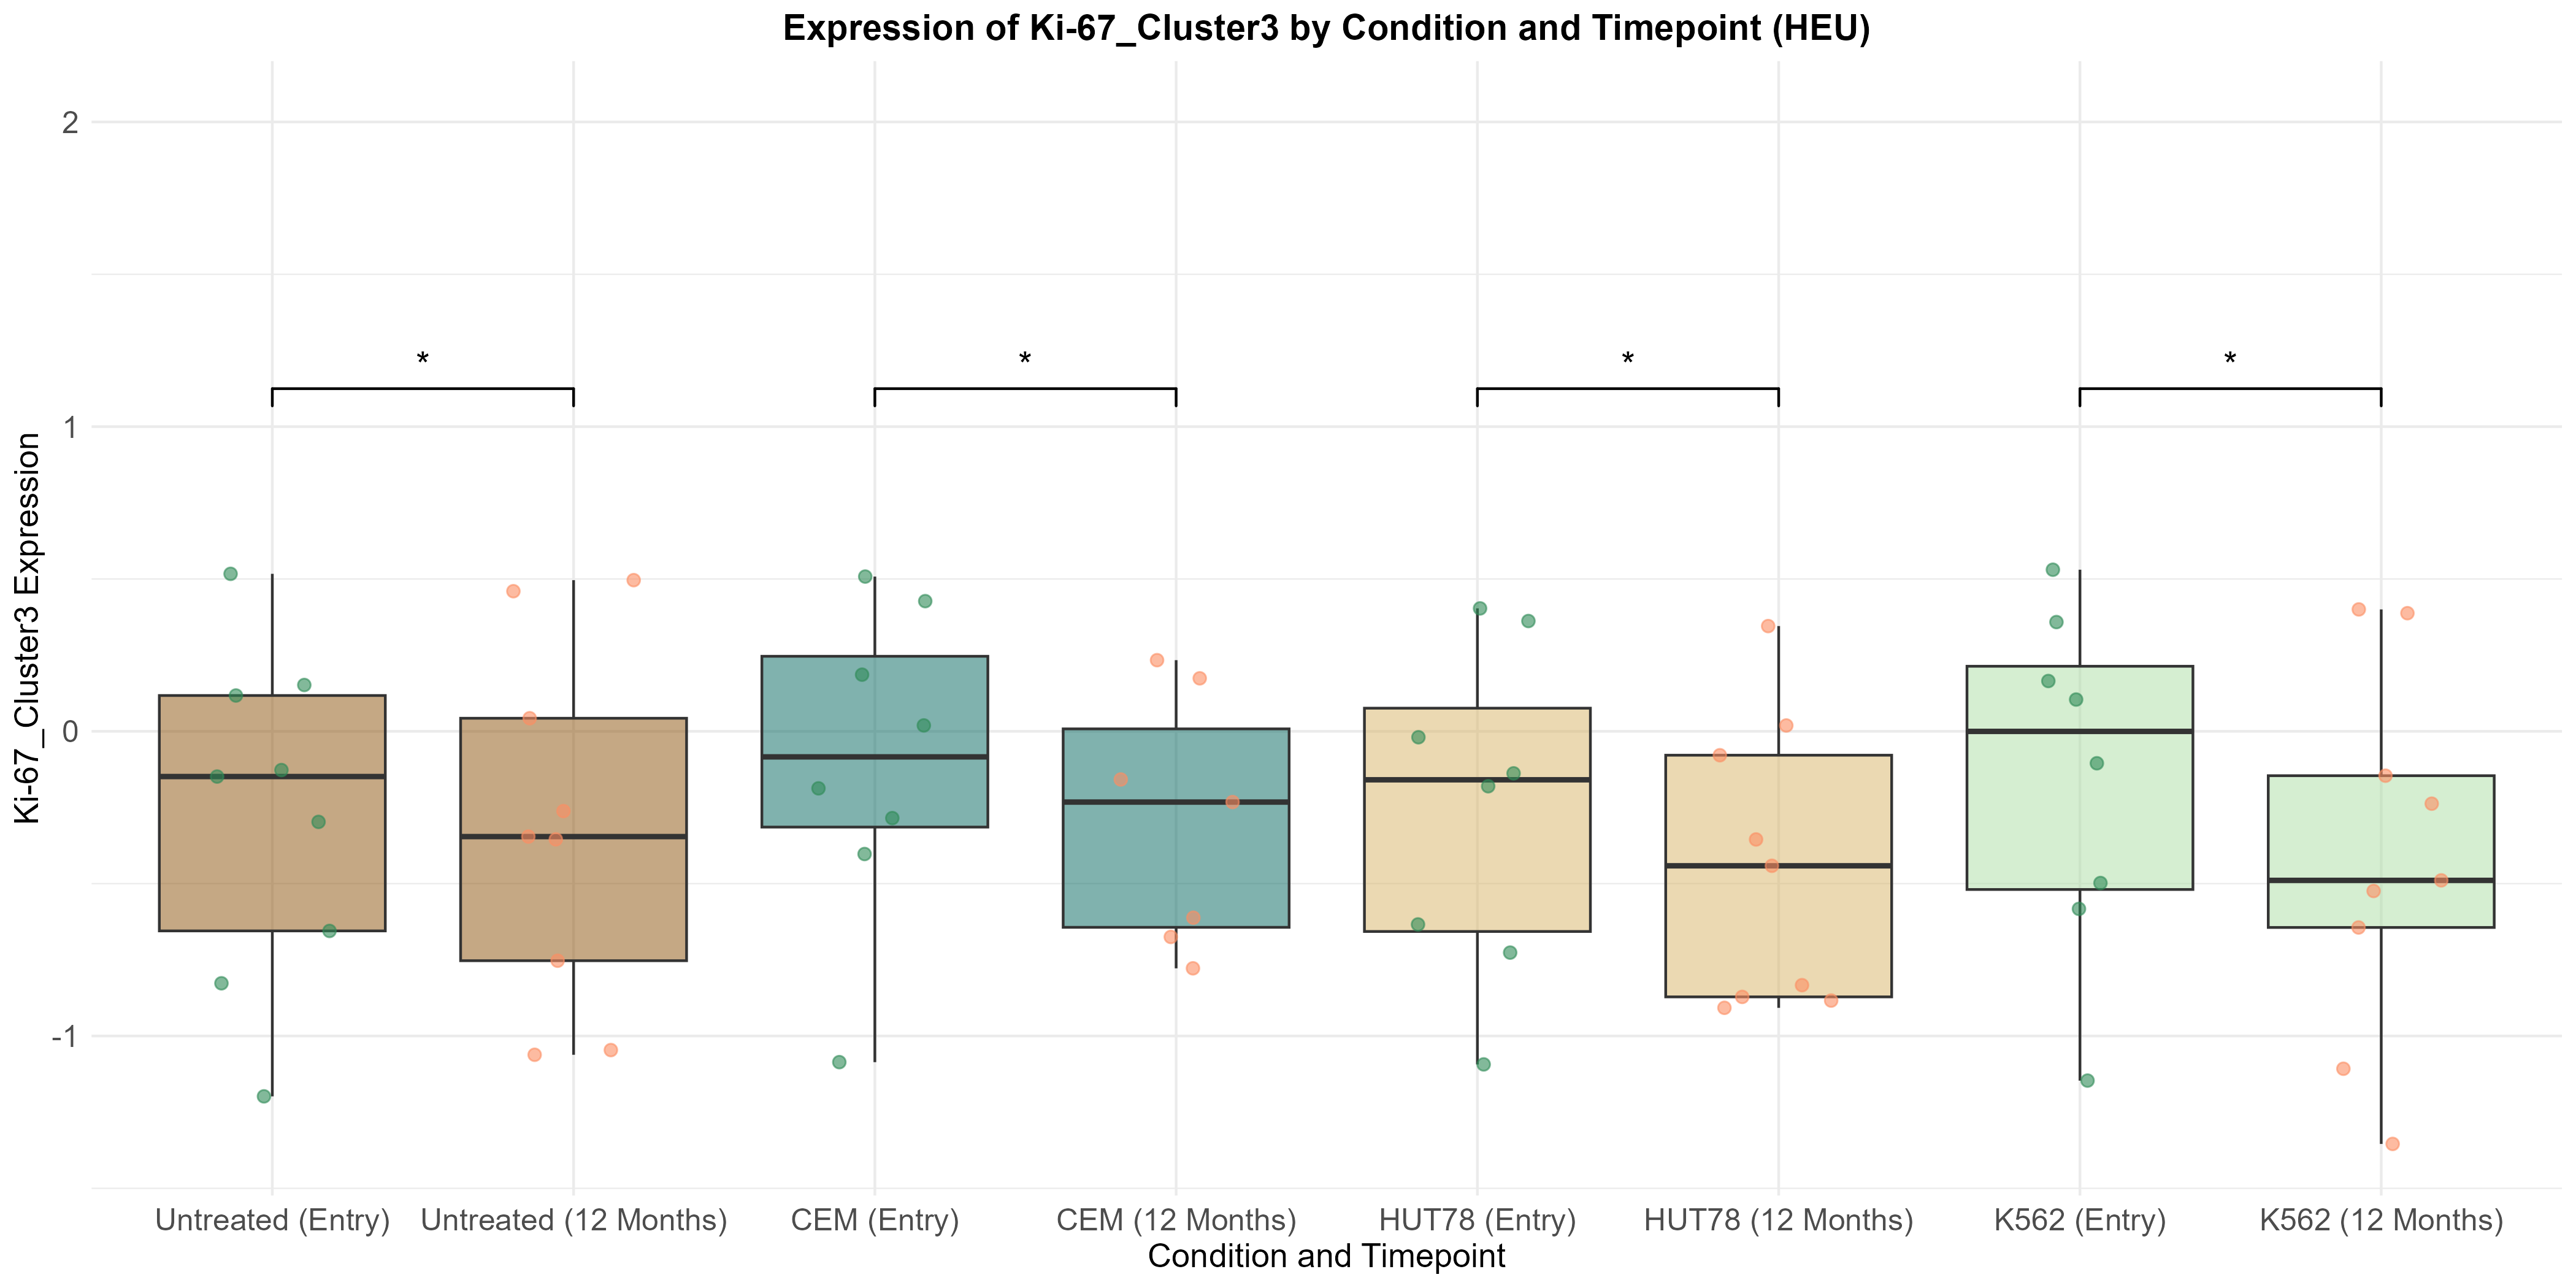 Expression of Ki-67_Cluster3 by Condition and Timepoint (HEU)
Ki-67_Cluster3 Expression
2
1
0
-1
* * * *
Untreated (Entry) Untreated (12 Months) CEM (Entry) CEM (12 Months) HUT78 (Entry) HUT78 (12 Months) K562 (Entry) K562 (12 Months)
Condition and Timepoint